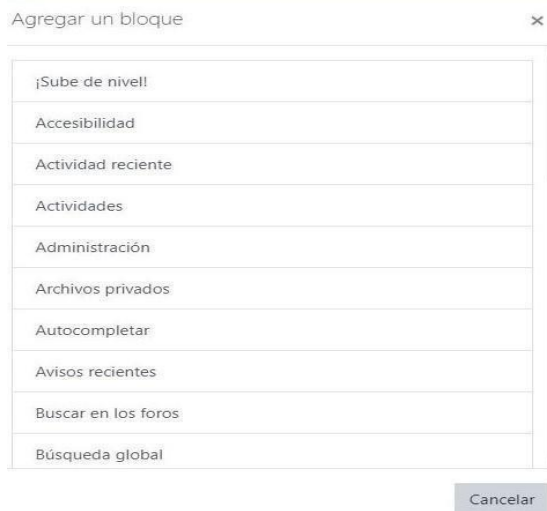 Agregar un bloque
×
¡Sube de nivel!
Accesibilidad
Actividad reciente
Actividades
Administración
Archivos privados
Autocompletar
Avisos recientes
Buscar en los foros
Búsqueda global
Cancelar